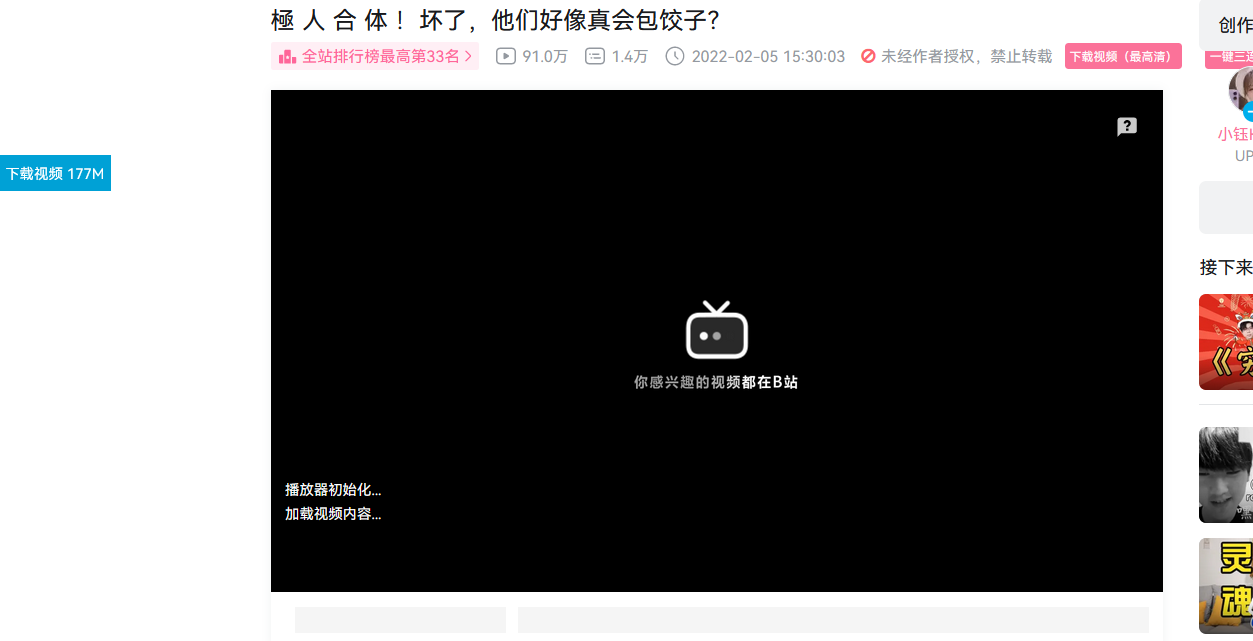 極 人 合 体 ！ 坏了，他们好像真会包饺子？
全站排行榜最高第33名 > 91.0万 1.4万 2022-02-05 15:30:03 未经作者授权，禁止转载 下载视频（最高清）
创作
一键三连
小钰
UP
下载视频 177M
你感兴趣的视频都在B站
接下来
播放器初始化...
加载视频内容...
灵
魂